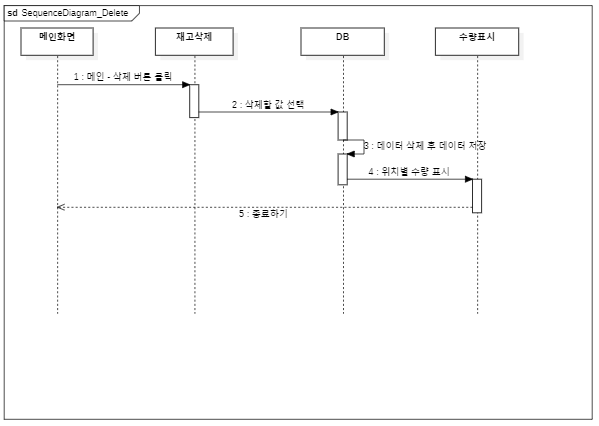 sd SequenceDiagram_Delete
메인화면
재고삭제
DB
수량표시
1 : 메인 - 삭제 버튼 클릭
2 : 삭제할 값 선택
3 : 데이터 삭제 후 데이터 저장
4 : 위치별 수량 표시
5 : 종료하기